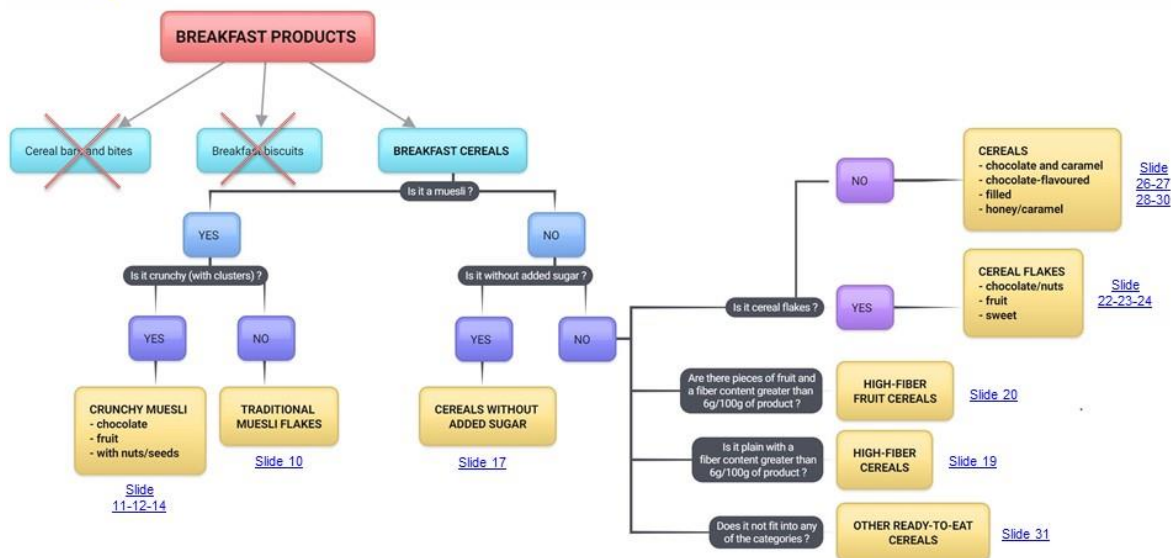 BREAKFAST PRODUCTS
Cereal bars and bites
Breakfast biscuits
BREAKFAST CEREALS
Is it a muesli ?
YES
NO
Is it crunchy (with clusters) ?
Is it without added sugar ?
YES
NO
YES
NO
CRUNCHY MUESLI
- chocolate
- fruit
- with nuts/seeds
Slide
11-12-14
TRADITIONAL
MUESLI FLAKES
Slide 10
CEREALS WITHOUT
ADDED SUGAR
Slide 17
Is it cereal flakes ?
NO
CEREALS
- chocolate and caramel
- chocolate-flavoured
- filled
- honey/caramel
Slide
26-27
28-30
YES
CEREAL FLAKES
- chocolate/nuts
- fruit
- sweet
Slide
22-23-24
Are there pieces of fruit and
a fiber content greater than
6g/100g of product ?
HIGH-FIBER
FRUIT CEREALS
Slide 20
Is it plain with a
fiber content greater than
6g/100g of product ?
HIGH-FIBER
CEREALS
Slide 19
Does it not fit into any
of the categories ?
OTHER READY-TO-EAT
CEREALS
Slide 31